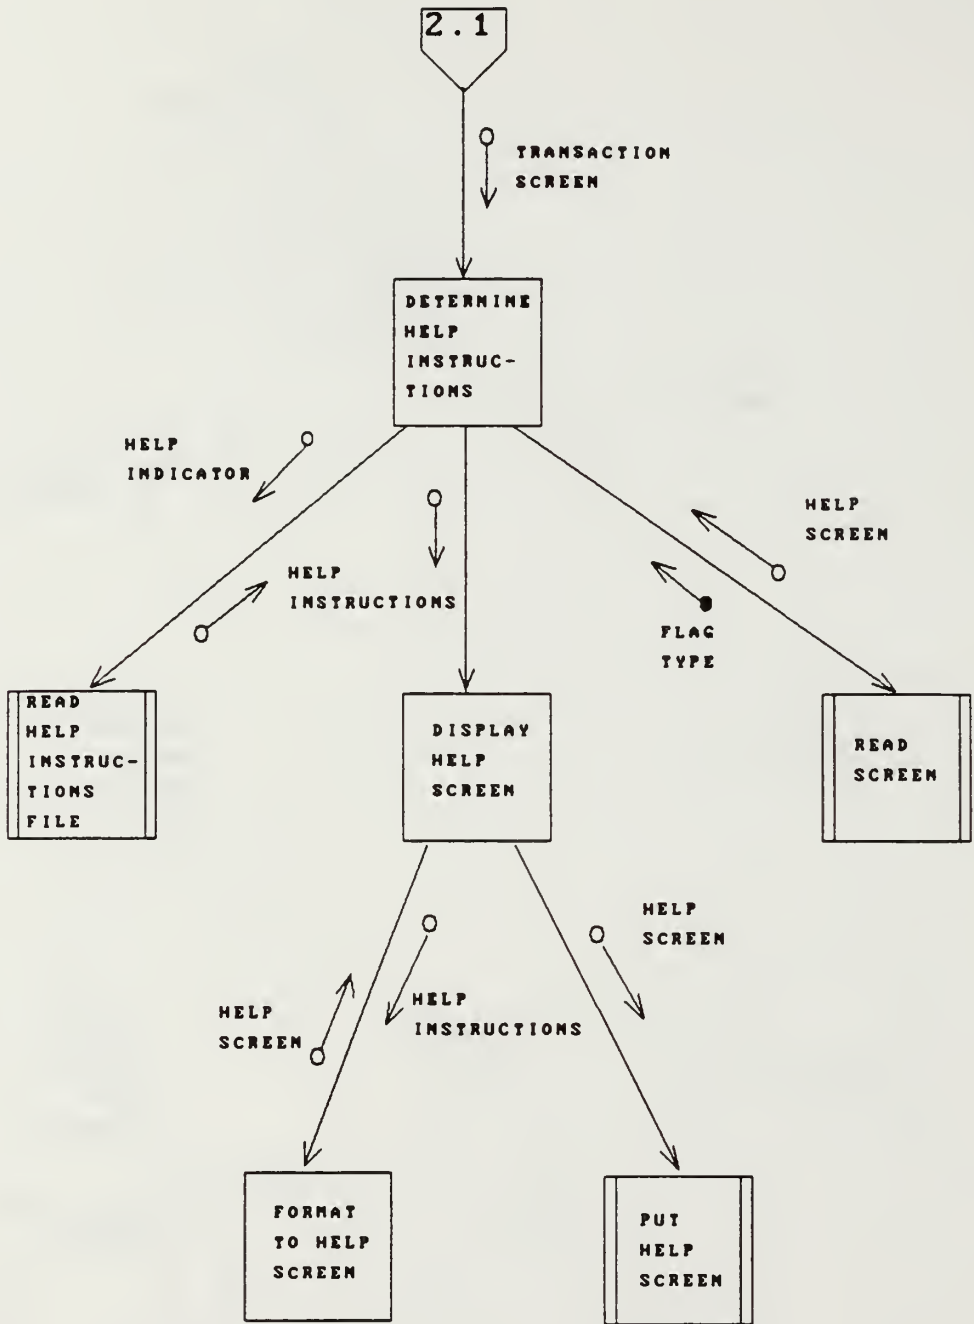 2.1
TRANSACTION
SCREEN
DETERMINE
HELP
INSTRUC-
TIONS
HELP
INDICATOR
HELP
INSTRUCTIONS
HELP
SCREEN
FLAG
TYPE
READ
HELP
INSTRUC-
TIONS
FILE
DISPLAY
HELP
SCREEN
READ
SCREEN
HELP
SCREEN
HELP
INSTRUCTIONS
HELP
SCREEN
FORMAT
TO HELP
SCREEN
PUT
HELP
SCREEN